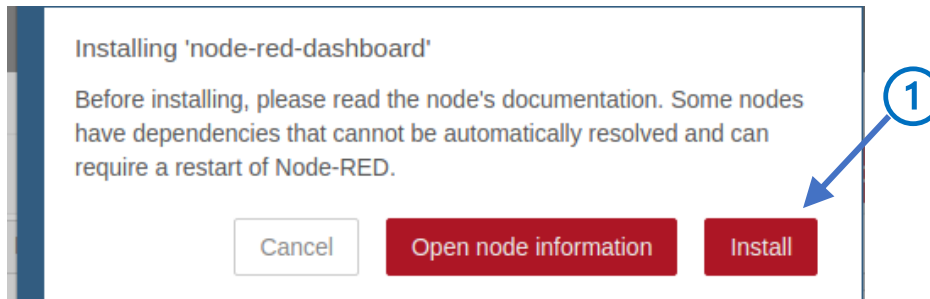 Installing 'node-red-dashboard'
Before installing, please read the node's documentation. Some nodes
have dependencies that cannot be automatically resolved and can
require a restart of Node-RED.
1
Cancel
Open node information
Install